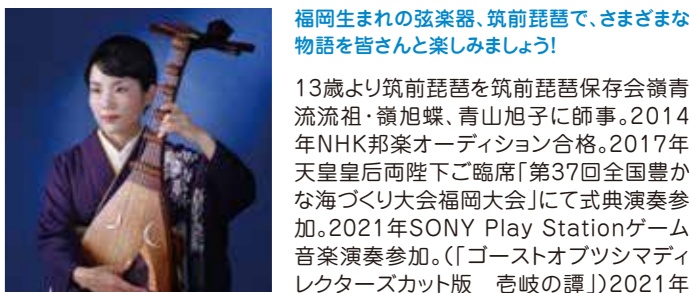 福岡生まれの弦楽器、筑前琵琶で、さまざまな
物語を皆さんと楽しみましょう!
13歳より筑前琵琶を筑前琵琶保存会嶺青
流流祖・嶺旭蝶、青山旭子に師事。2014
年NHK邦楽オーディション合格。2017年
天皇皇后両陛下ご臨席「第37回全国豊か
な海づくり大会福岡大会」にて式典演奏参
加。2021年SONY Play Stationゲーム
音楽演奏参加。(「ゴーストオブツシマディ
レクターズカット版　壱岐の譚」)2021年